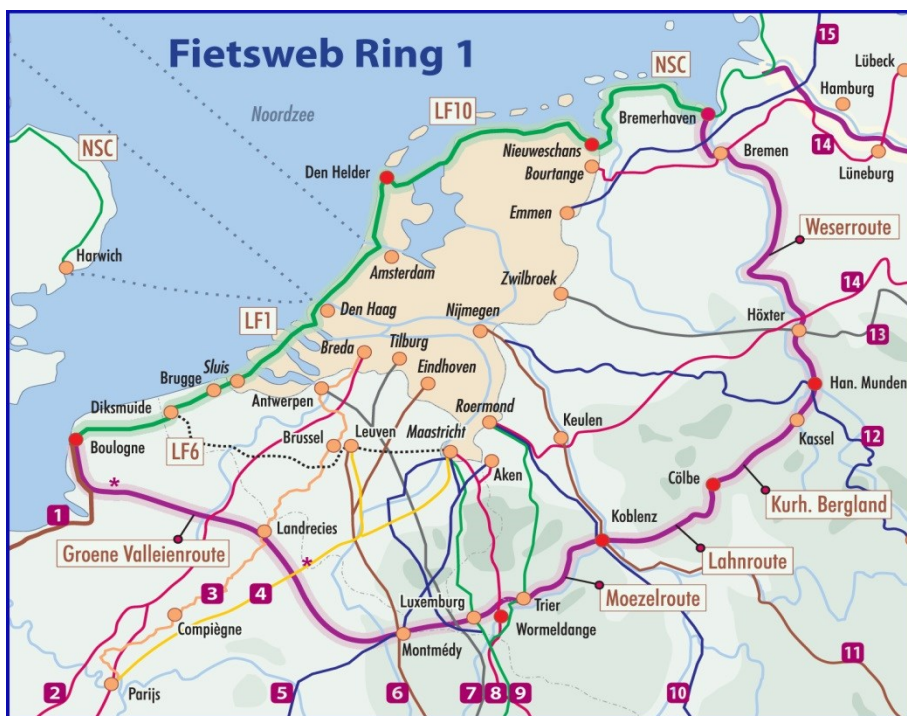 Fietsweb Ring 1
15
Lübeck
NSC
Hamburg
LF10
Noordzee
Bremerhaven
NSC
Nieuweschans
14
Bremen
Den Helder
Bourtange
Lüneburg
Emmen
Weserroute
Harwich
Amsterdam
Zwilbroek
14
Den Haag
Nijmegen
Höxter
13
LF1
Breda
Tilburg
Sluis
Eindhoven
Brugge
Han. Munden
Antwerpen
Diksmuide
Roermond
Keulen
Kassel
Boulogne
LF6
Brussel
Leuven
Maastricht
12
Aken
Cölbe
*
Kurh. Bergland
1
Landrecies
Koblenz
Groene Valleienroute
*
Lahnroute
3
4
Moezelroute
Luxemburg
Trier
Compiègne
Wormeldange
Montmédy
11
Parijs
2
5
6
7
8
9
10